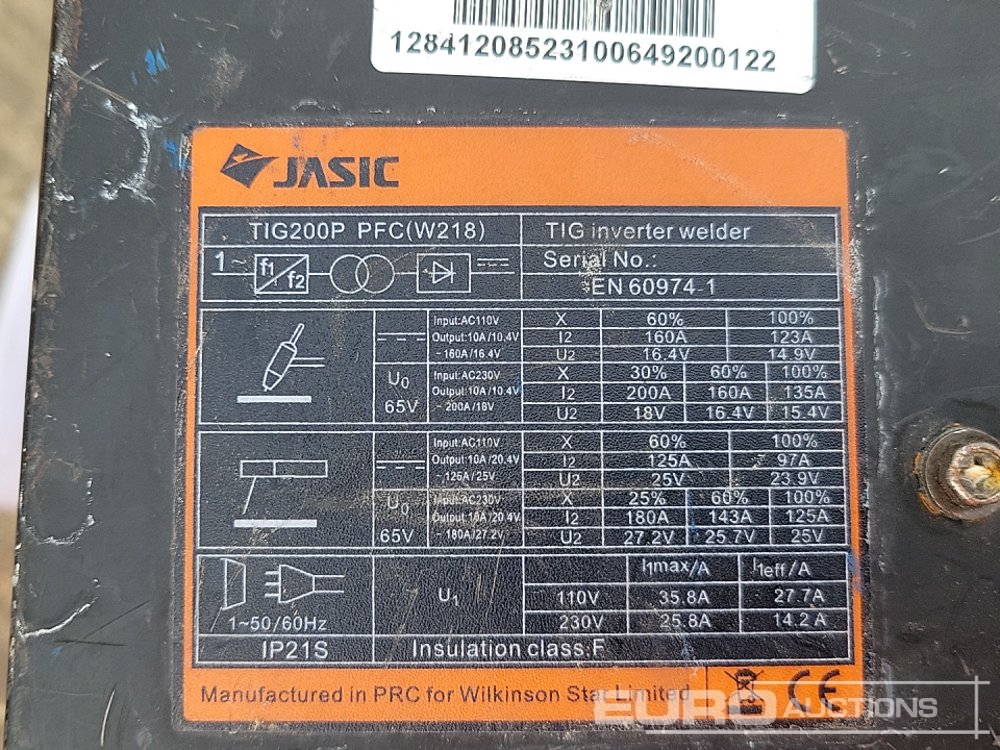 12841208523100649200122
JASIC
TIG200P PFC(W218) TIG inverter welder
1~ f1 f2 Serial No.:
EN 60974-1
Input:AC110V X 60% 100%
Output:10A/10.4V I2 160A 123A
~160A/16.4V U2 16.4V 14.9V
U0 Input:AC230V X 30% 60% 100%
65V Output:10A/10.4V I2 200A 160A 135A
~200A/18V U2 18V 16.4V 15.4V
Input:AC110V X 60% 100%
Output:10A/20.4V I2 125A 97A
~125A/25V U2 25V 23.9V
U0 Input:AC230V X 25% 60% 100%
65V Output:10A/20.4V I2 180A 143A 125A
~180A/27.2V U2 27.2V 25.7V 25V
I1max/A I1eff/A
U1 110V 35.8A 27.7A
1~50/60Hz 230V 25.8A 14.2A
IP21S Insulation class:F
Manufactured in PRC for Wilkinson Star Limited CE
EURO AUCTIONS